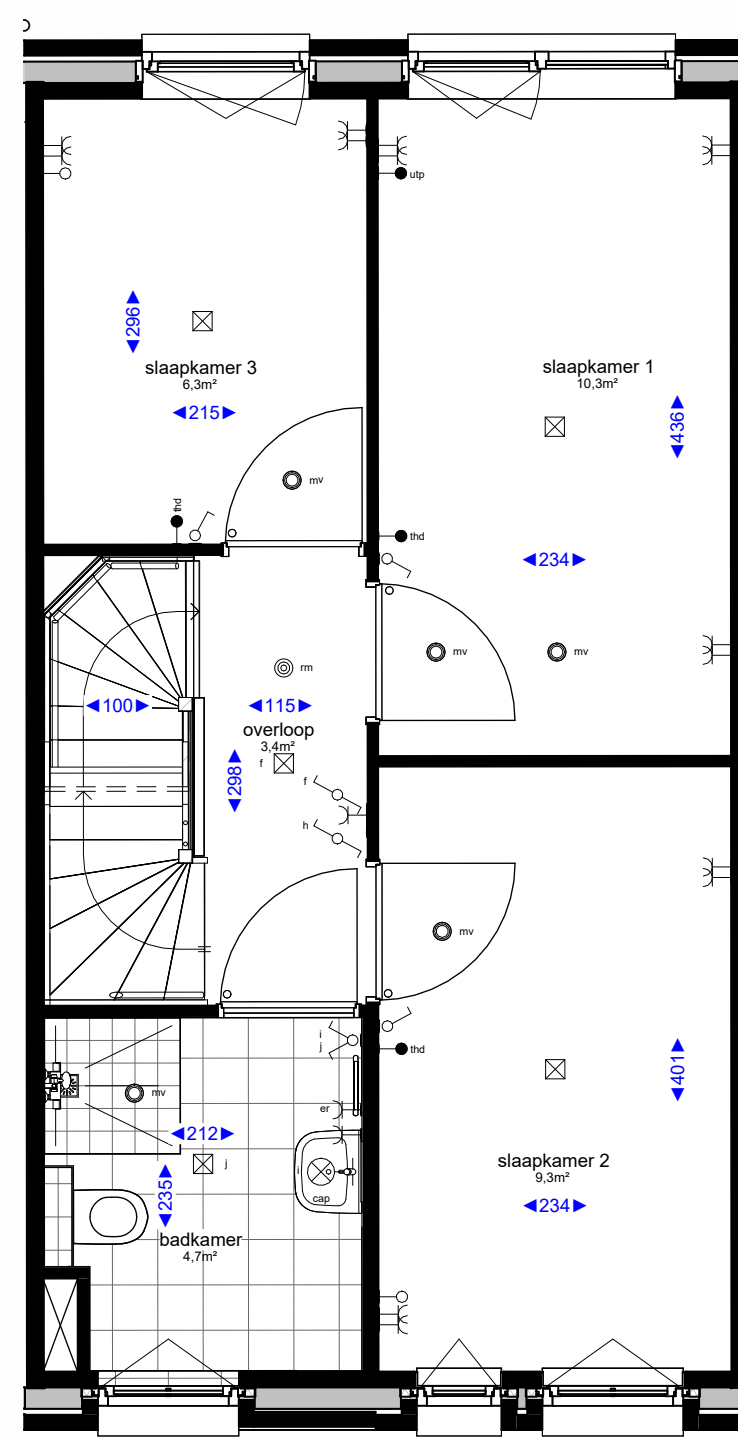 utp
296
slaapkamer 3
6,3m²
215
slaapkamer 1
10,3m²
436
mv
thd
thd
234
rm
mv
mv
100
115
overloop
3,4m²
f
298
f
h
mv
i
j
thd
401
mv
er
212
j
i
235
cap
slaapkamer 2
9,3m²
234
badkamer
4,7m²